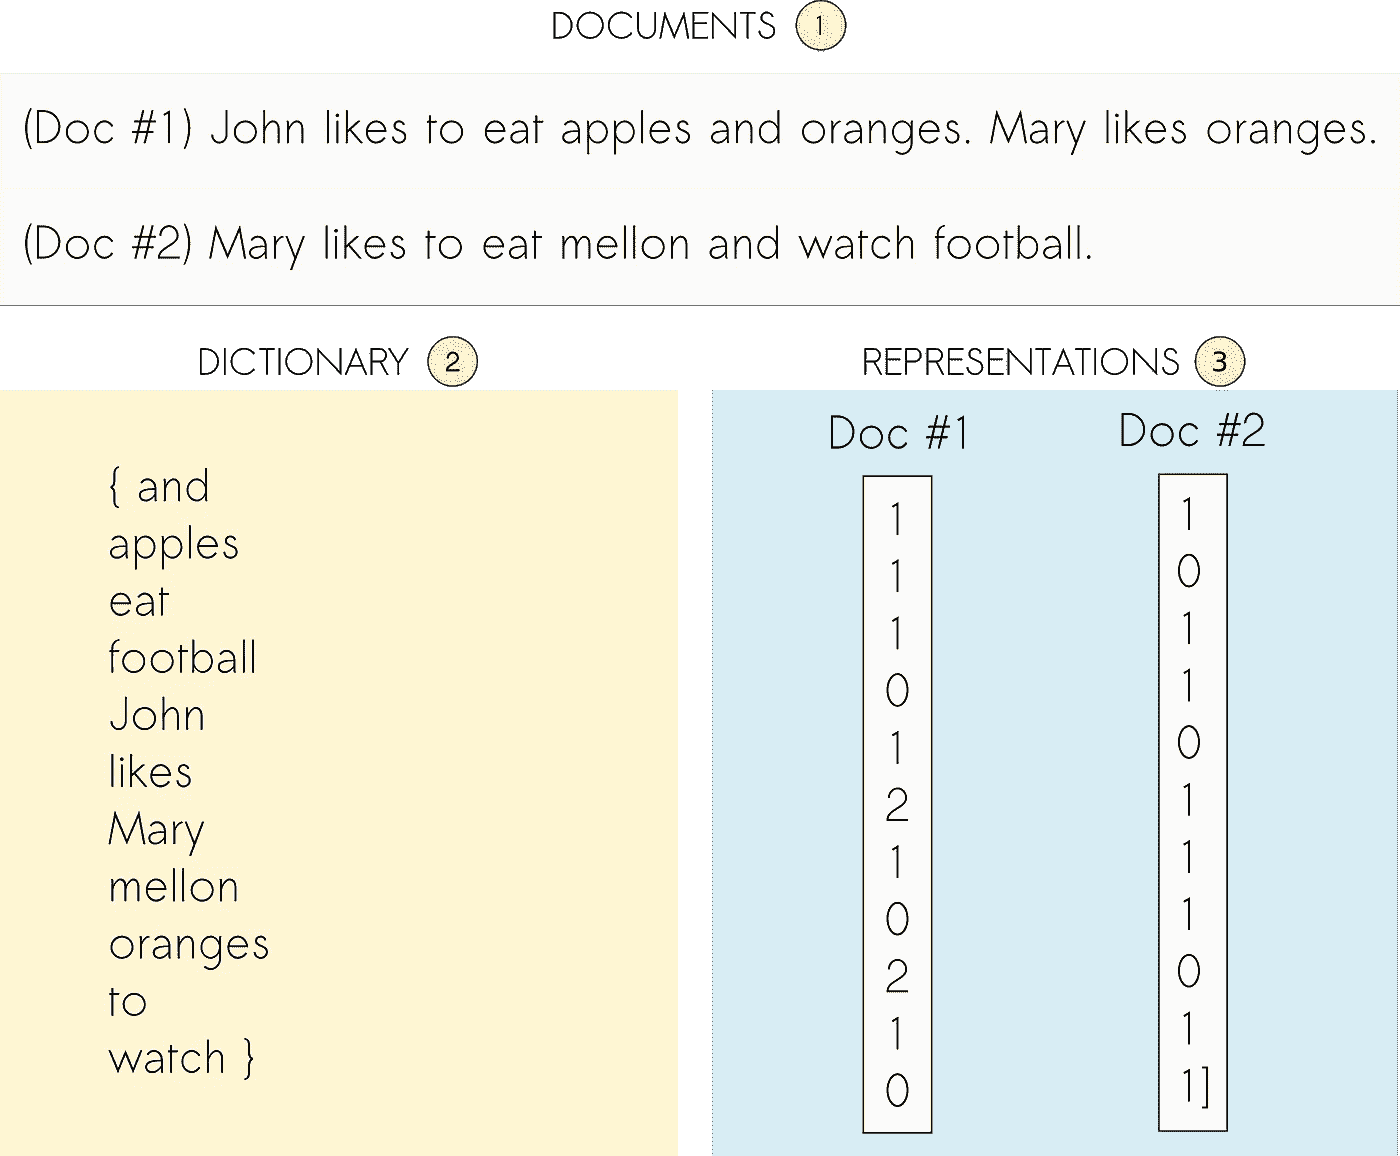 DOCUMENTS 1
(Doc #1) John likes to eat apples and oranges. Mary likes oranges.
(Doc #2) Mary likes to eat mellon and watch football.
DICTIONARY 2
{ and
apples
eat
football
John
likes
Mary
mellon
oranges
to
watch }
REPRESENTATIONS 3
Doc #1 Doc #2
1 1
1 0
1 1
0 1
1 0
2 1
1 1
0 1
2 0
1 1
0 1]